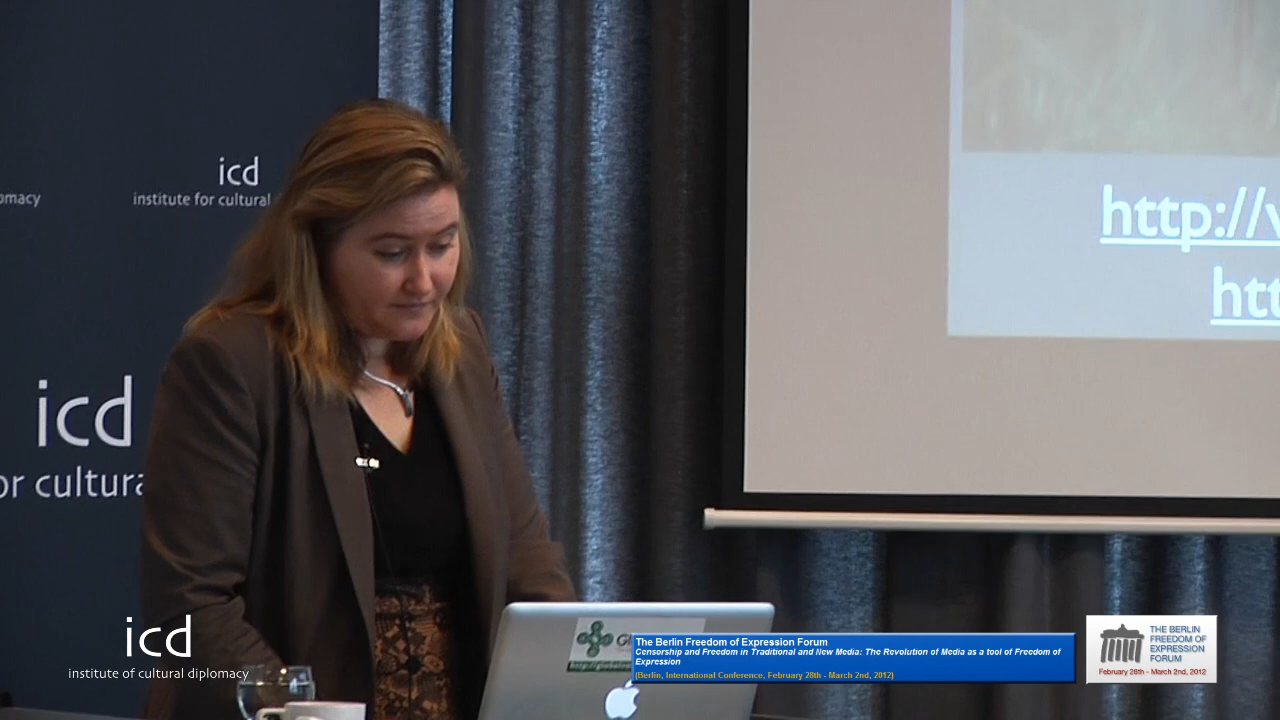 icd
institute for cultural
omacy
icd
or cultura
http://
htt
icd
institute of cultural diplomacy
The Berlin Freedom of Expression Forum
Censorship and Freedom in Traditional and New Media: The Revolution of Media as a tool of Freedom of
Expression
(Berlin, International Conference, February 28th - March 2nd, 2012)
THE BERLIN
FREEDOM OF
EXPRESSION
FORUM
February 28th - March 2nd, 2012